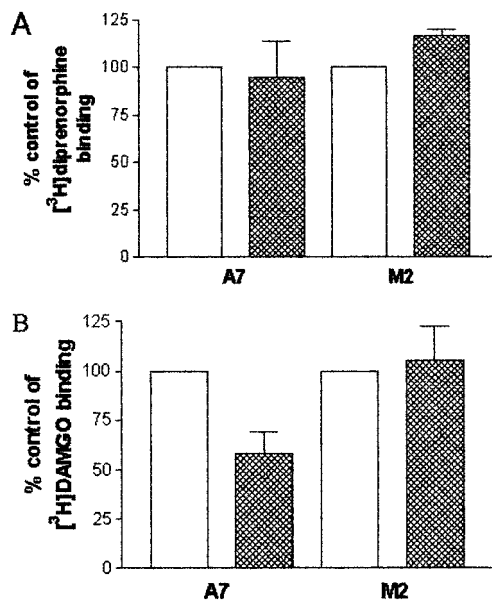 A
% control of
[³H]diprenorphine
binding
125
100
75
50
25
0
A7 M2
B
% control of
[³H]DAMGO binding
125
100
75
50
25
0
A7 M2